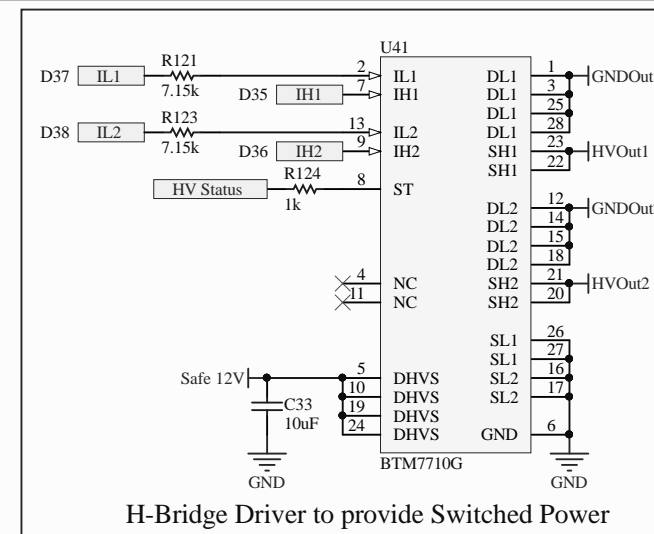 U41
R121
D37 IL1 2 IL1 DL1 1 GNDOut
7.15k
D35 IH1 7 IH1 DL1 3
DL1 25
R123
D38 IL2 13 IL2 DL1 28
7.15k
D36 IH2 9 IH2 SH1 23 HVOut1
SH1 22
R124
HV Status 8 ST
1k
DL2 12 GNDOut
DL2 14
DL2 15
DL2 18
4 NC SH2 21 HVOut2
11 NC SH2 20
SL1 26
SL1 27
Safe 12V 5 DHVS SL2 16
10 DHVS SL2 17
C33 19 DHVS
10uF 24 DHVS GND 6
BTM7710G
GND GND
H-Bridge Driver to provide Switched Power